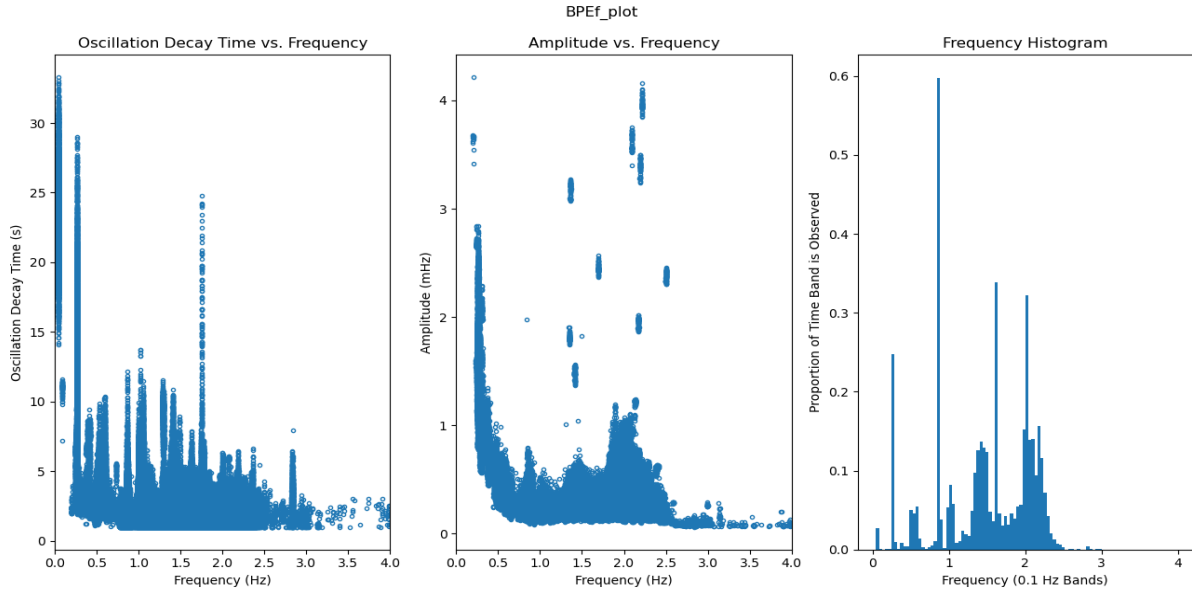 BPEf_plot
Oscillation Decay Time vs. Frequency
Oscillation Decay Time (s)
30
25
20
15
10
5
0
0.0 0.5 1.0 1.5 2.0 2.5 3.0 3.5 4.0
Frequency (Hz)
Amplitude vs. Frequency
Amplitude (mHz)
4
3
2
1
0
0.0 0.5 1.0 1.5 2.0 2.5 3.0 3.5 4.0
Frequency (Hz)
Frequency Histogram
Proportion of Time Band is Observed
0.6
0.5
0.4
0.3
0.2
0.1
0.0
0 1 2 3 4
Frequency (0.1 Hz Bands)